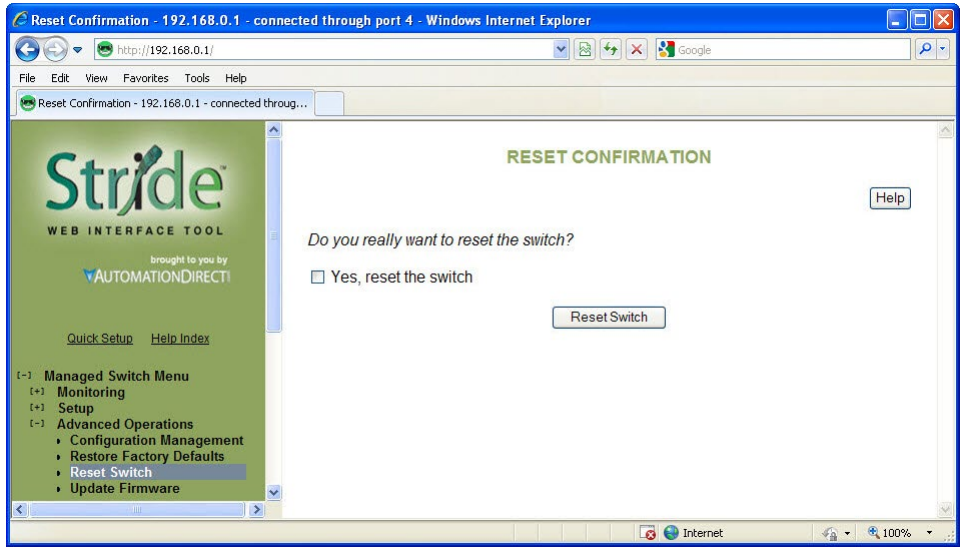 Reset Confirmation - 192.168.0.1 - connected through port 4 - Windows Internet Explorer
http://192.168.0.1/
Google
File Edit View Favorites Tools Help
Reset Confirmation - 192.168.0.1 - connected throug...
Stride™
WEB INTERFACE TOOL
brought to you by
AUTOMATIONDIRECT
Quick Setup Help Index
[-] Managed Switch Menu
[+] Monitoring
[+] Setup
[-] Advanced Operations
Configuration Management
Restore Factory Defaults
Reset Switch
Update Firmware
RESET CONFIRMATION
Help
Do you really want to reset the switch?
Yes, reset the switch
Reset Switch
Internet
100%